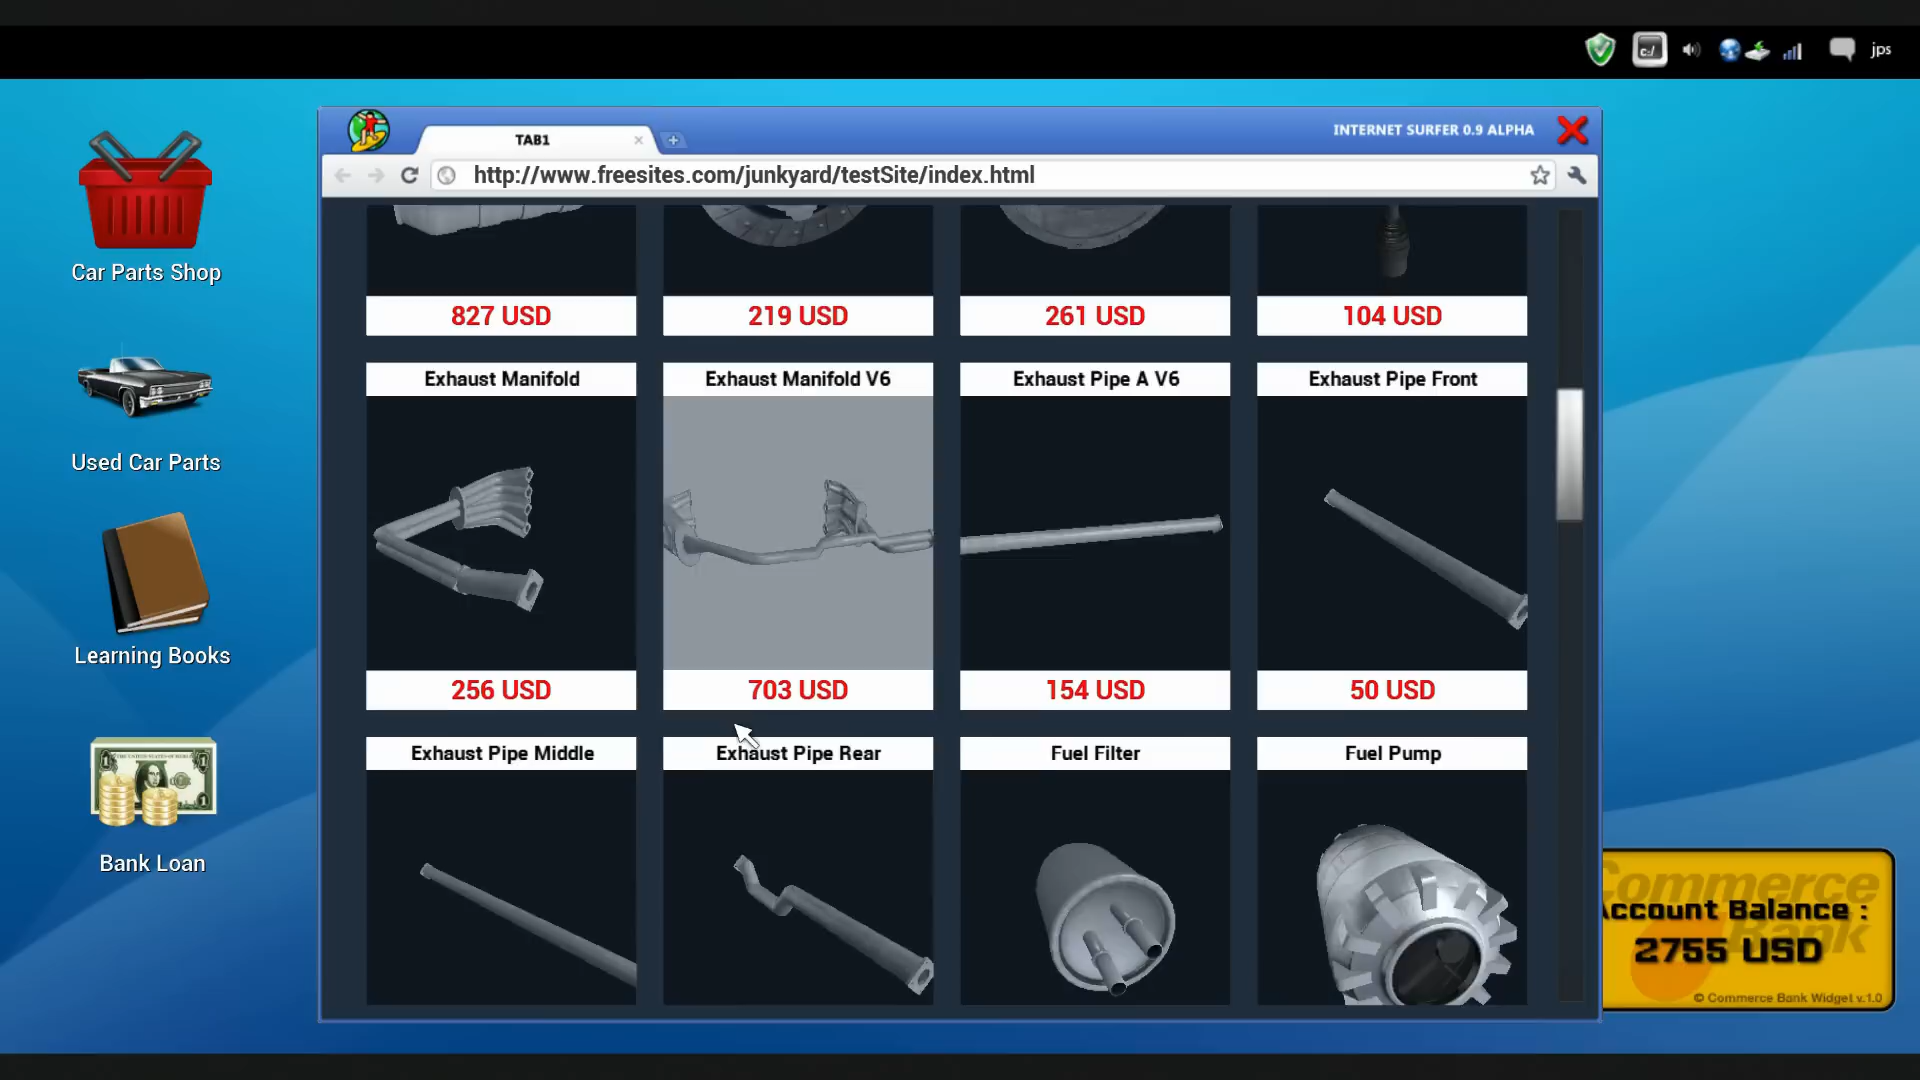 jps
INTERNET SURFER 0.9 ALPHA
TAB1
http://www.freesites.com/junkyard/testSite/index.html
Car Parts Shop
Used Car Parts
Learning Books
Bank Loan
827 USD
219 USD
261 USD
104 USD
Exhaust Manifold
Exhaust Manifold V6
Exhaust Pipe A V6
Exhaust Pipe Front
256 USD
703 USD
154 USD
50 USD
Exhaust Pipe Middle
Exhaust Pipe Rear
Fuel Filter
Fuel Pump
Commerce
Bank
Account Balance :
2755 USD
© Commerce Bank Widget v.1.0